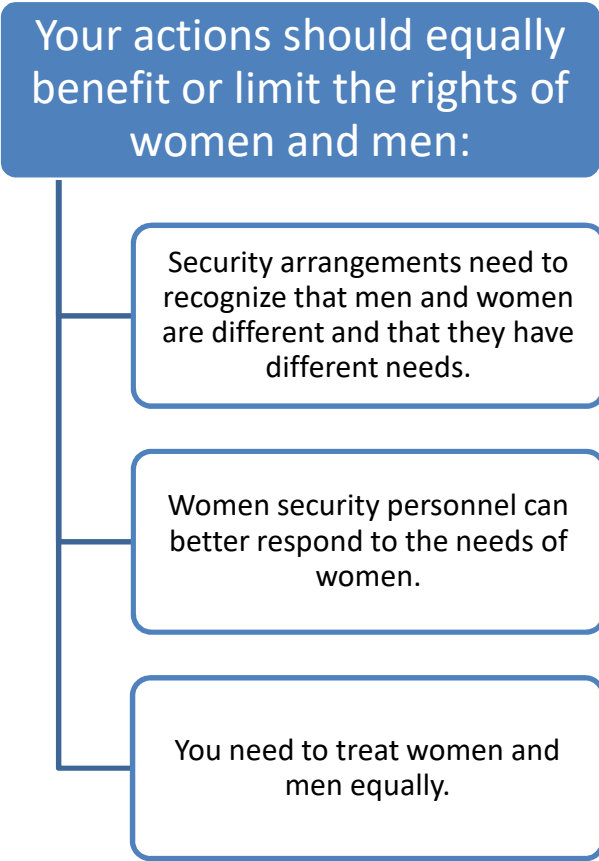 Your actions should equally
benefit or limit the rights of
women and men:
Security arrangements need to
recognize that men and women
are different and that they have
different needs.
Women security personnel can
better respond to the needs of
women.
You need to treat women and
men equally.